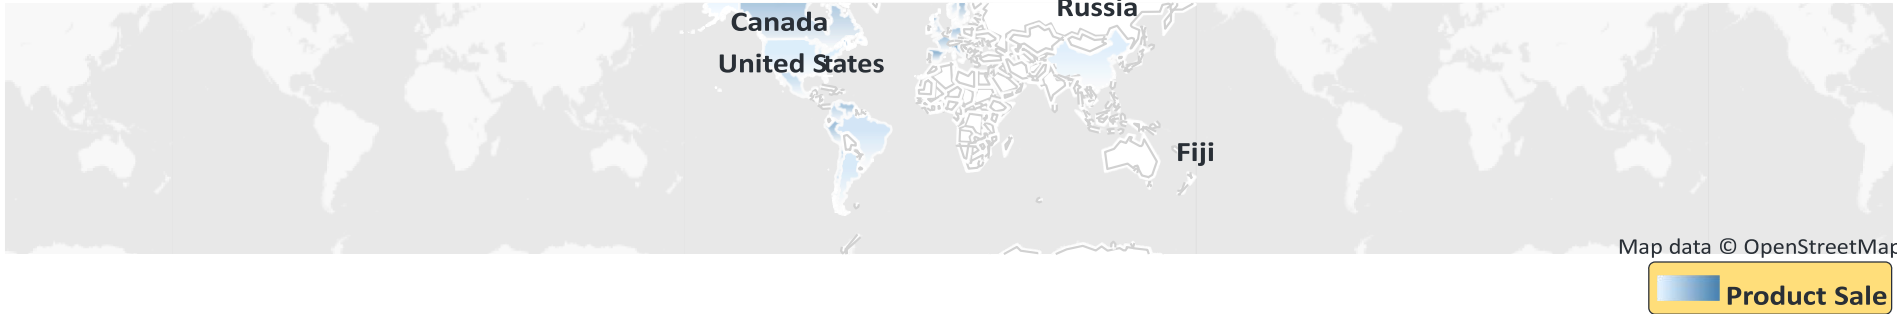 Russia
Canada
United States
Fiji
Map data © OpenStreetMap
Product Sale